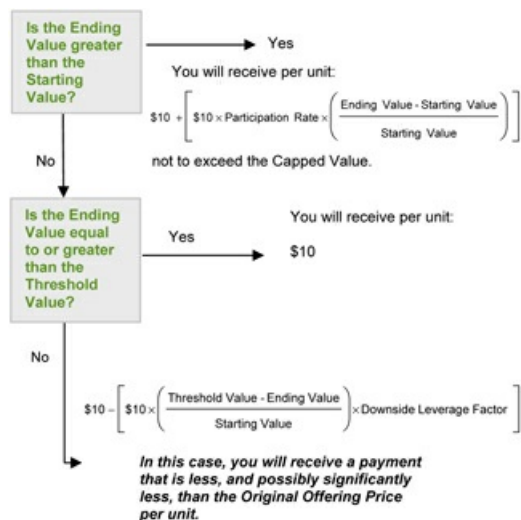 Is the Ending
Value greater
than the
Starting
Value?
Yes
You will receive per unit:
$10 + [ $10 × Participation Rate × ( Ending Value - Starting Value / Starting Value ) ]
not to exceed the Capped Value.
No
Is the Ending
Value equal
to or greater
than the
Threshold
Value?
Yes
You will receive per unit:
$10
No
$10 – [ $10 × ( Threshold Value - Ending Value / Starting Value ) × Downside Leverage Factor ]
In this case, you will receive a payment
that is less, and possibly significantly
less, than the Original Offering Price
per unit.